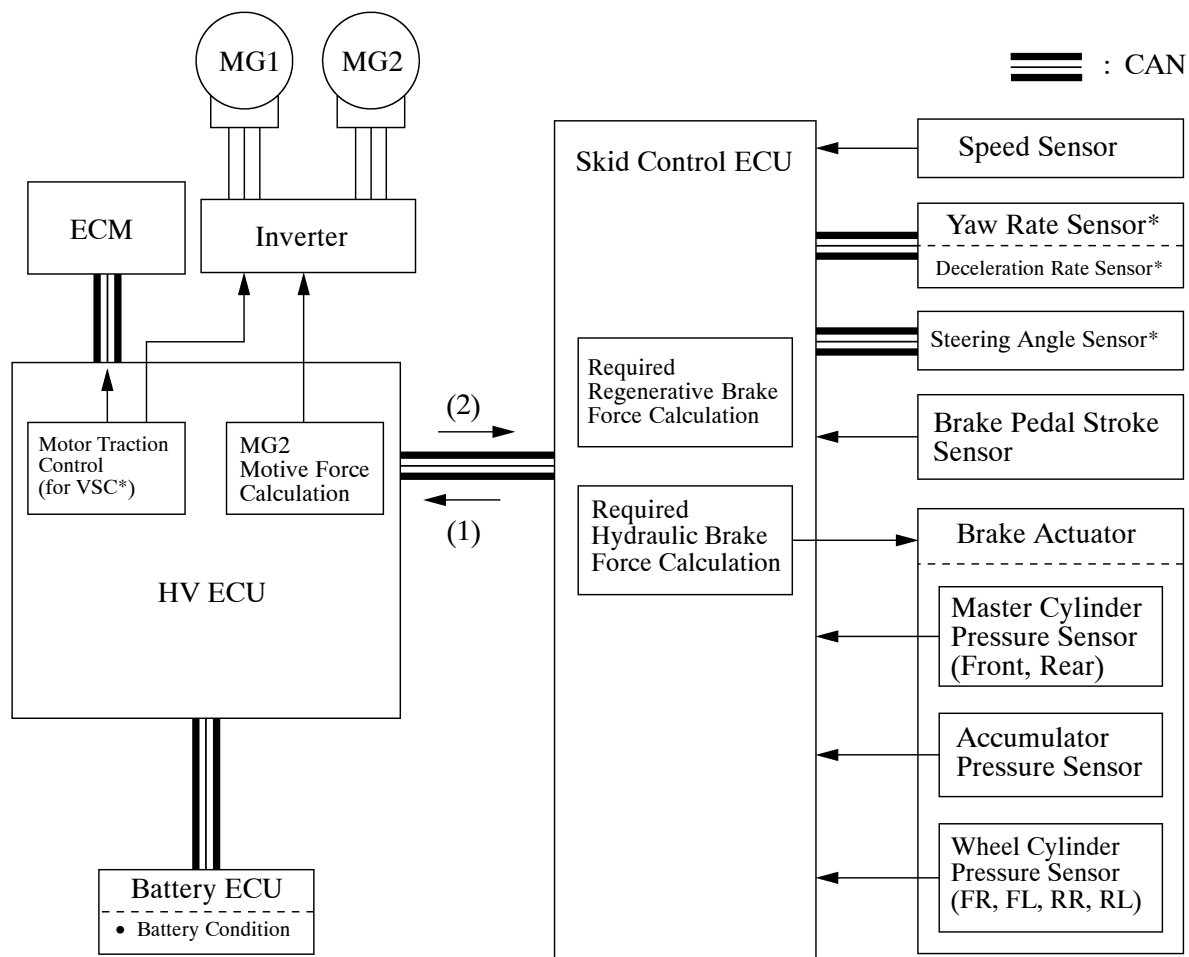 MG1
MG2
: CAN
ECM
Inverter
Motor Traction
Control
(for VSC*)
MG2
Motive Force
Calculation
HV ECU
Battery ECU
• Battery Condition
(2)
(1)
Skid Control ECU
Required
Regenerative Brake
Force Calculation
Required
Hydraulic Brake
Force Calculation
Speed Sensor
Yaw Rate Sensor*
Deceleration Rate Sensor*
Steering Angle Sensor*
Brake Pedal Stroke
Sensor
Brake Actuator
Master Cylinder
Pressure Sensor
(Front, Rear)
Accumulator
Pressure Sensor
Wheel Cylinder
Pressure Sensor
(FR, FL, RR, RL)